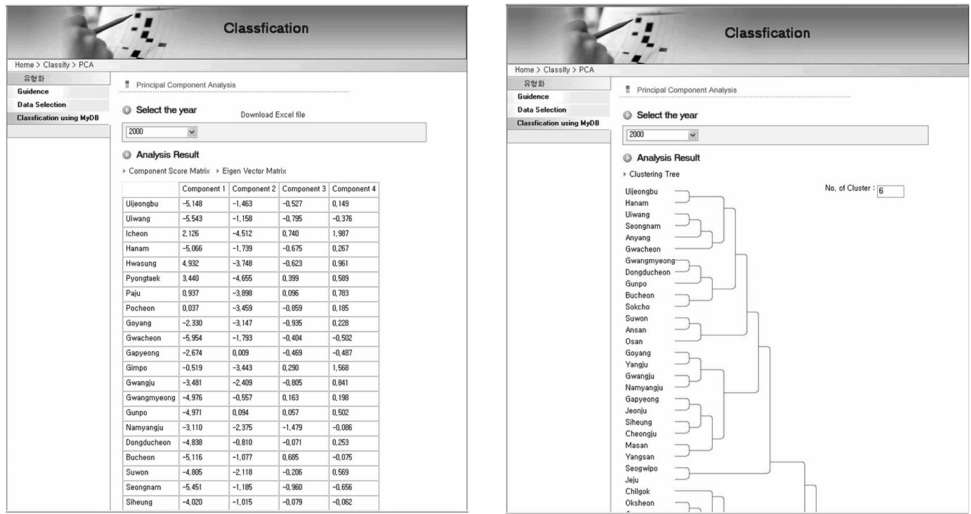 Classfication
Home > Classify > PCA
유형화
Guidence
Data Selection
Classfication using MyDB
Principal Component Analysis
Select the year
Download Excel file
2000
Analysis Result
Component Score Matrix Eigen Vector Matrix
Component 1 Component 2 Component 3 Component 4
Uijeongbu -5,148 -1,463 -0,527 0,149
Uiwang -5,543 -1,158 -0,795 -0,376
Icheon 2,126 -4,512 0,740 1,987
Hanam -5,066 -1,739 -0,675 0,267
Hwasung 4,932 -3,748 -0,623 0,961
Pyongtaek 3,440 -4,655 0,399 0,589
Paju 0,937 -3,898 0,096 0,783
Pocheon 0,037 -3,459 -0,859 0,185
Goyang -2,330 -3,147 -0,935 0,228
Gwacheon -5,954 -1,793 -0,404 -0,502
Gapyeong -2,674 0,009 -0,469 -0,487
Gimpo -0,519 -3,443 0,290 1,568
Gwangju -3,481 -2,409 -0,805 0,841
Gwangmyeong -4,976 -0,557 0,163 0,198
Gunpo -4,971 0,094 0,057 0,502
Namyangju -3,110 -2,375 -1,479 -0,086
Dongducheon -4,838 -0,810 -0,071 0,253
Bucheon -5,116 -1,077 0,685 -0,075
Suwon -4,805 -2,118 -0,206 0,569
Seongnam -5,451 -1,185 -0,960 -0,656
Siheung -4,020 -1,015 -0,079 -0,062
Classfication
Home > Classify > PCA
유형화
Guidence
Data Selection
Classfication using MyDB
Principal Component Analysis
Select the year
2000
Analysis Result
Clustering Tree
No, of Cluster : 6
Uijeongbu
Hanam
Uiwang
Seongnam
Anyang
Gwacheon
Gwangmyeong
Dongducheon
Gunpo
Bucheon
Sokcho
Suwon
Ansan
Osan
Goyang
Yangju
Gwangju
Namyangju
Gapyeong
Jeonju
Siheung
Cheongju
Masan
Yangsan
Seogwipo
Jeju
Chilgok
Oksheon